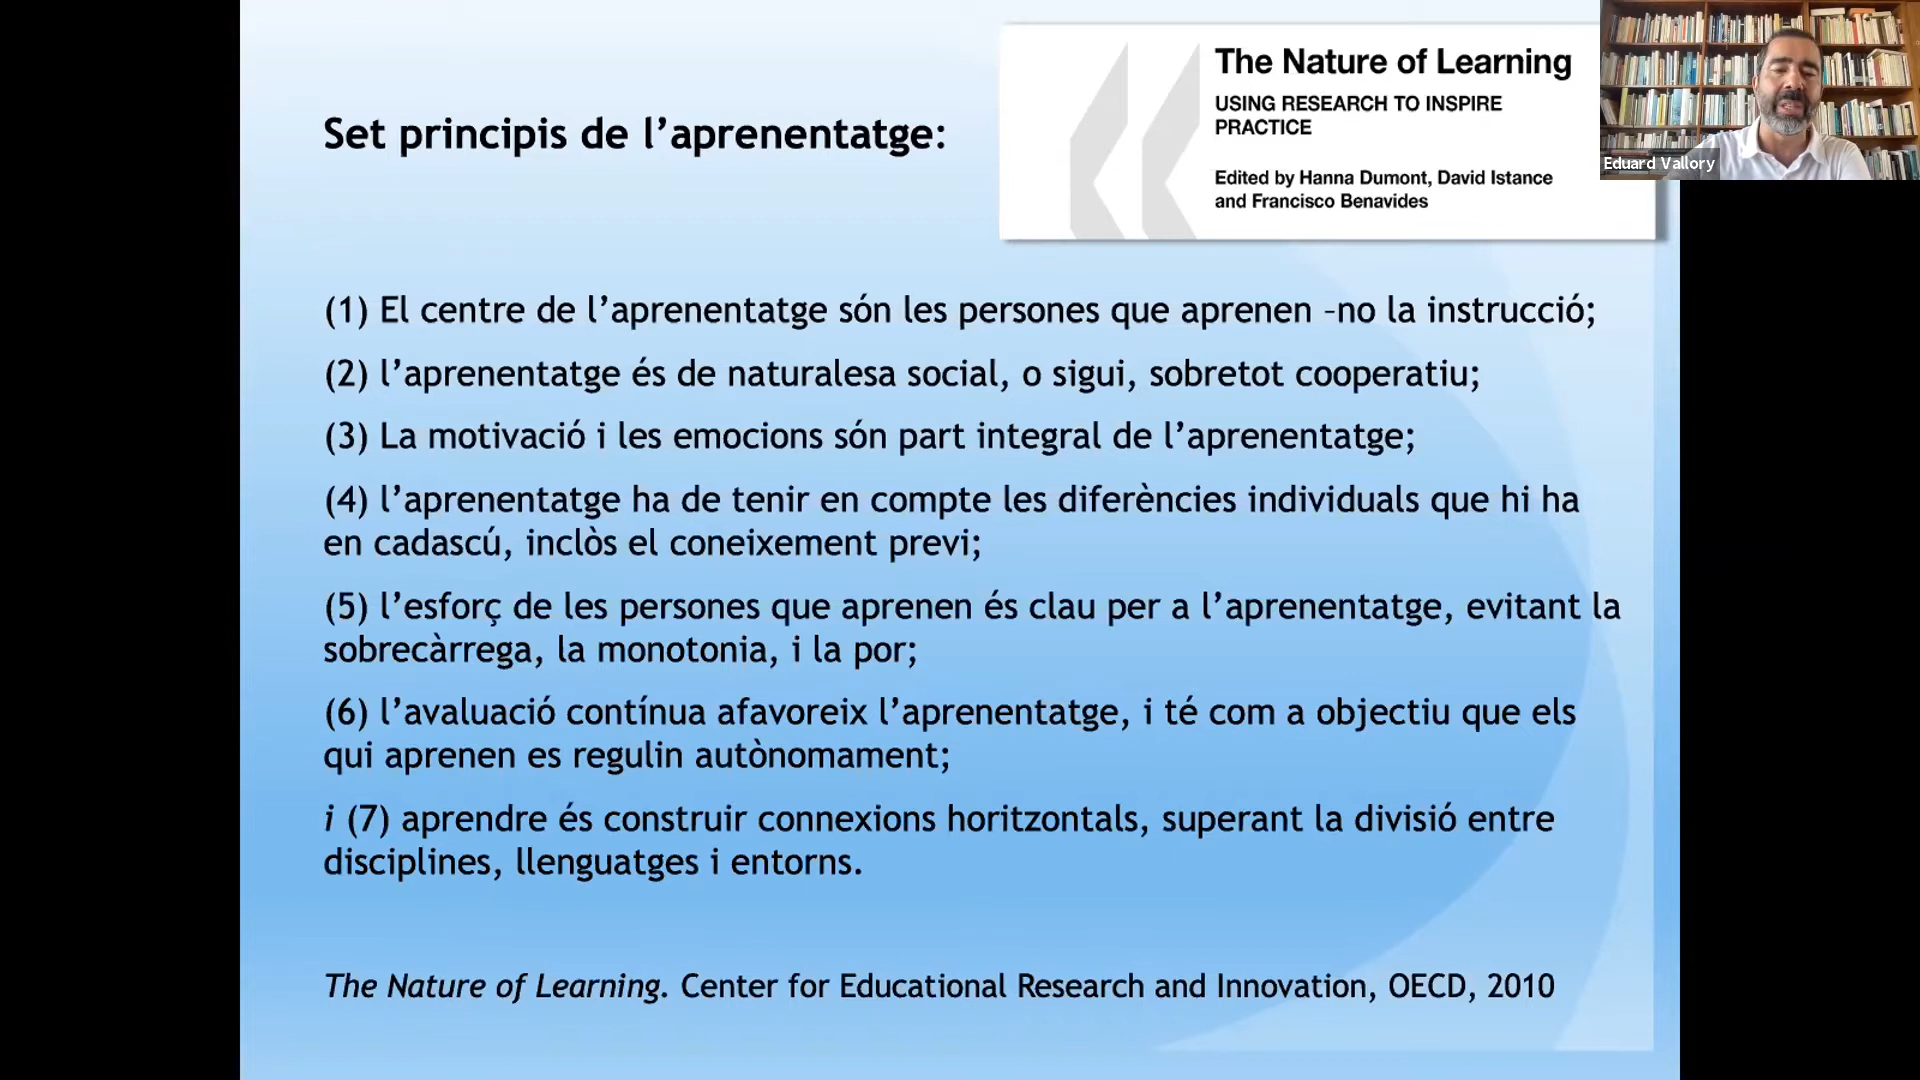 The Nature of Learning
USING RESEARCH TO INSPIRE
PRACTICE
Edited by Hanna Dumont, David Istance
and Francisco Benavides
Eduard Vallory
Set principis de l’aprenentatge:
(1) El centre de l’aprenentatge són les persones que aprenen –no la instrucció;
(2) l’aprenentatge és de naturalesa social, o sigui, sobretot cooperatiu;
(3) La motivació i les emocions són part integral de l’aprenentatge;
(4) l’aprenentatge ha de tenir en compte les diferències individuals que hi ha
en cadascú, inclòs el coneixement previ;
(5) l’esforç de les persones que aprenen és clau per a l’aprenentatge, evitant la
sobrecàrrega, la monotonia, i la por;
(6) l’avaluació contínua afavoreix l’aprenentatge, i té com a objectiu que els
qui aprenen es regulin autònomament;
i (7) aprendre és construir connexions horitzontals, superant la divisió entre
disciplines, llenguatges i entorns.
The Nature of Learning. Center for Educational Research and Innovation, OECD, 2010